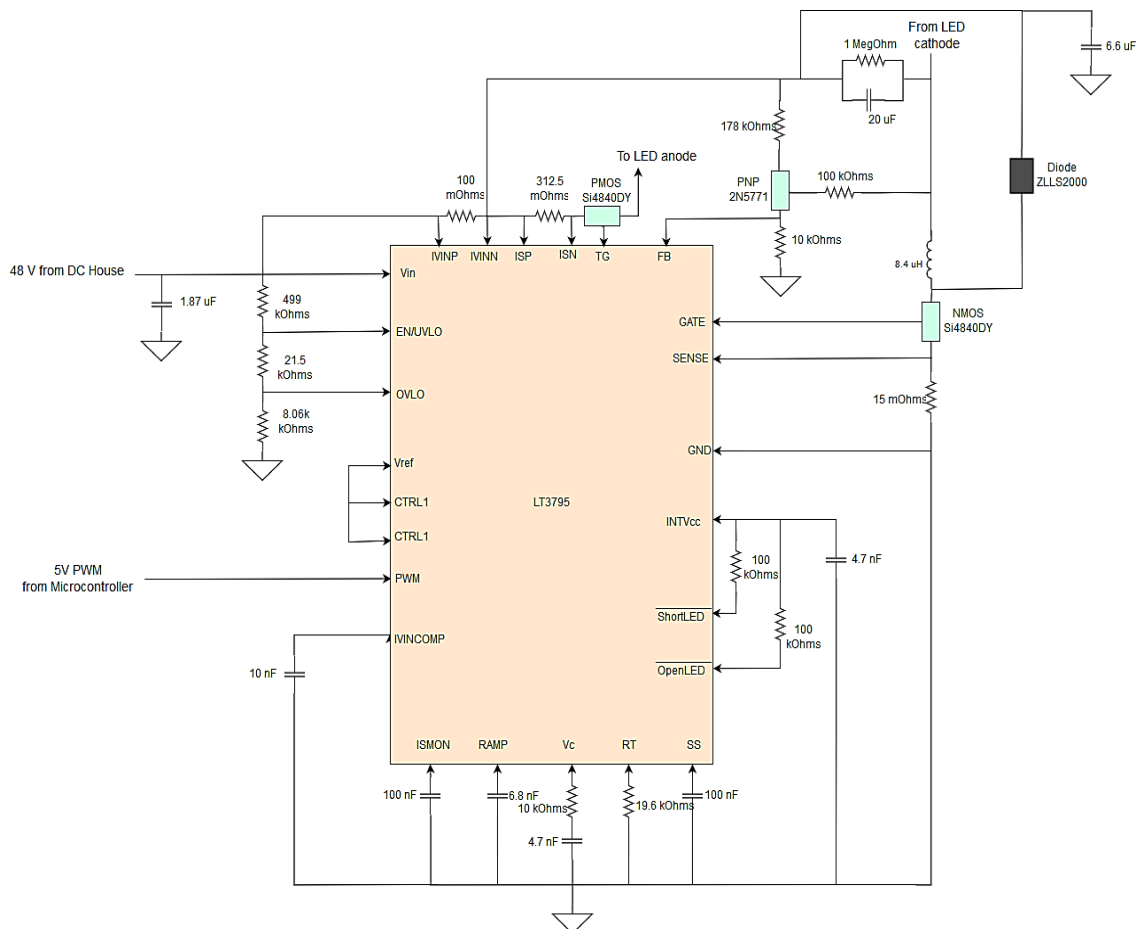 From LED
cathode
1 MegOhm
6.6 uF
20 uF
178 kOhms
To LED anode
Diode
ZLLS2000
100
mOhms
312.5
mOhms
PMOS
Si4840DY
PNP
2N5771
100 kOhms
10 kOhms
8.4 uH
IVINP
IVINN
ISP
ISN
TG
FB
48 V from DC House
Vin
1.87 uF
499
kOhms
GATE
NMOS
Si4840DY
EN/UVLO
SENSE
21.5
kOhms
OVLO
15 mOhms
8.06k
kOhms
GND
Vref
CTRL1
LT3795
CTRL1
INTVcc
4.7 nF
100
kOhms
5V PWM
from Microcontroller
PWM
ShortLED
100
kOhms
IVINCOMP
OpenLED
10 nF
ISMON
RAMP
Vc
RT
SS
100 nF
6.8 nF
10 kOhms
19.6 kOhms
100 nF
4.7 nF